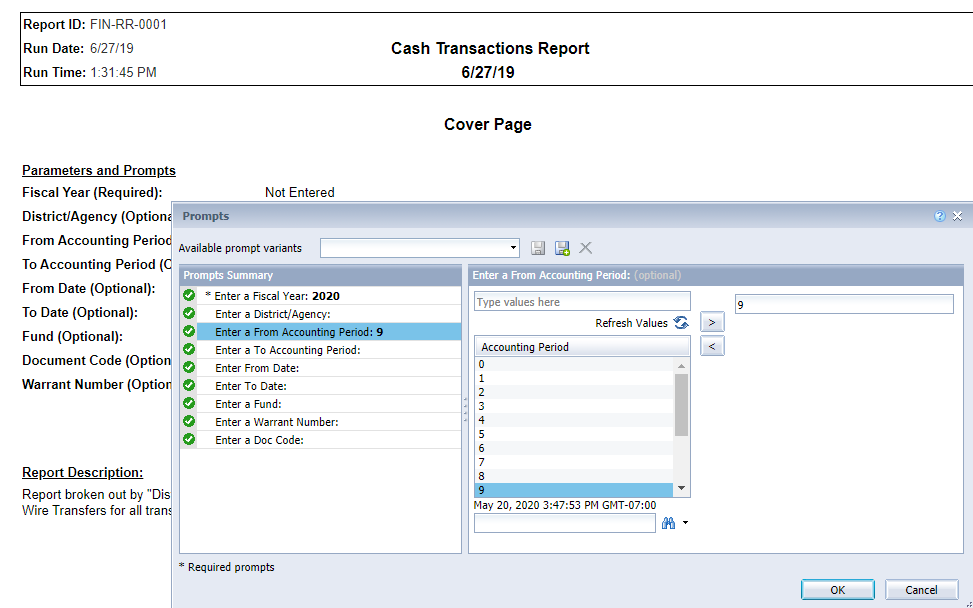 Report ID: FIN-RR-0001
Run Date: 6/27/19
Cash Transactions Report
Run Time: 1:31:45 PM
6/27/19
Cover Page
Parameters and Prompts
Fiscal Year (Required): Not Entered
District/Agency (Optiona
From Accounting Period
To Accounting Period (O
From Date (Optional):
To Date (Optional):
Fund (Optional):
Document Code (Option
Warrant Number (Option
Report Description:
Report broken out by "Dis
Wire Transfers for all trans
Prompts
Available prompt variants
Prompts Summary
* Enter a Fiscal Year: 2020
Enter a District/Agency:
Enter a From Accounting Period: 9
Enter a To Accounting Period:
Enter From Date:
Enter To Date:
Enter a Fund:
Enter a Warrant Number:
Enter a Doc Code:
Enter a From Accounting Period: (optional)
Type values here
Refresh Values
>
<
9
Accounting Period
0
1
2
3
4
5
6
7
8
9
May 20, 2020 3:47:53 PM GMT-07:00
* Required prompts
OK
Cancel